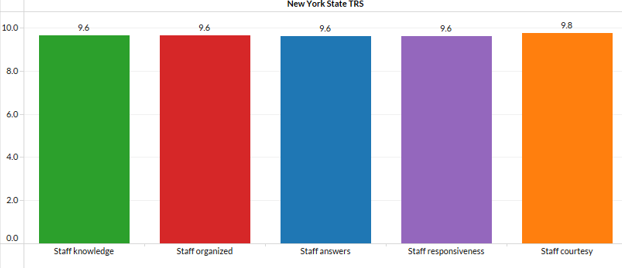 New York State TRS
10.0
8.0
6.0
4.0
2.0
0.0
9.6 9.6 9.6 9.6 9.8
Staff knowledge Staff organized Staff answers Staff responsiveness Staff courtesy